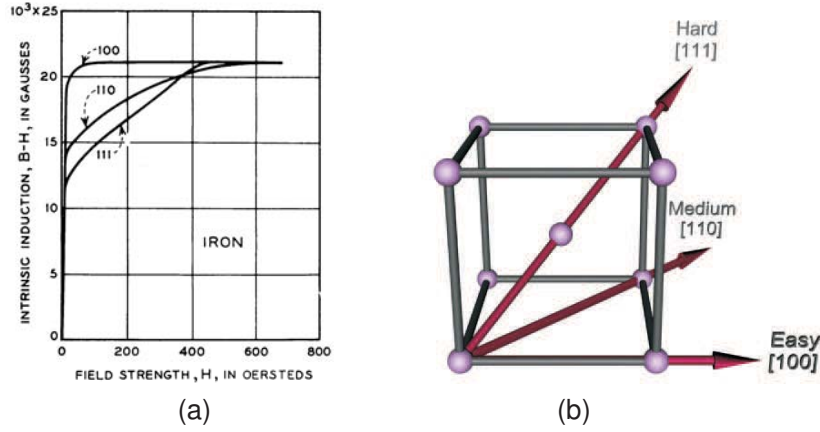 10³×25
20
15
10
5
0
INTRINSIC INDUCTION, B-H, IN GAUSSES
100
110
111
IRON
0
200
400
600
800
FIELD STRENGTH, H, IN OERSTEDS
(a)
Hard
[111]
Medium
[110]
Easy
[100]
(b)